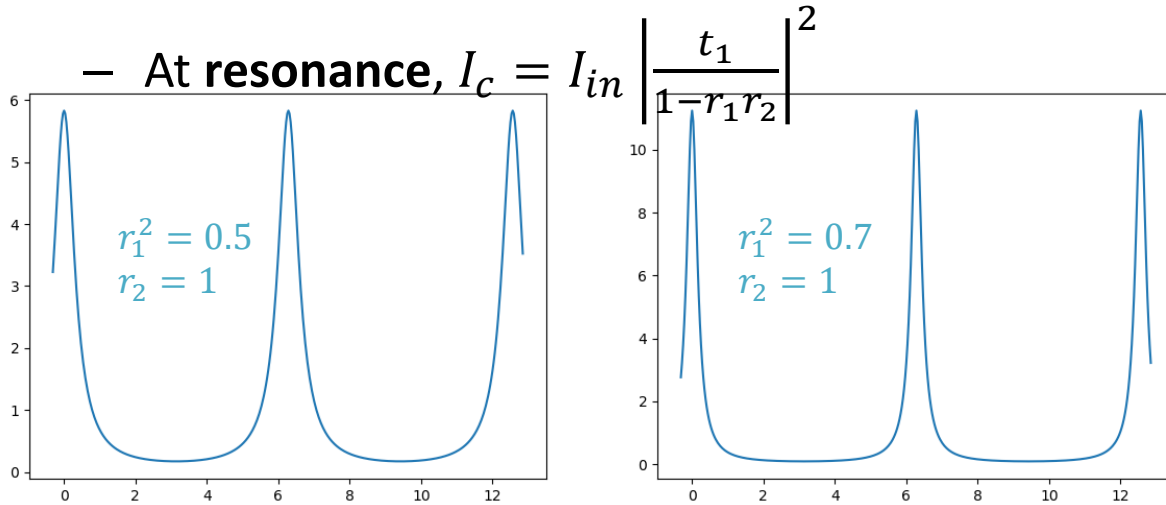 – At resonance, I_c = I_{in} |t_1 / (1−r_1 r_2)|^2
6
5
4
3
2
1
0
r_1^2 = 0.5
r_2 = 1
0 2 4 6 8 10 12
10
8
6
4
2
0
r_1^2 = 0.7
r_2 = 1
0 2 4 6 8 10 12